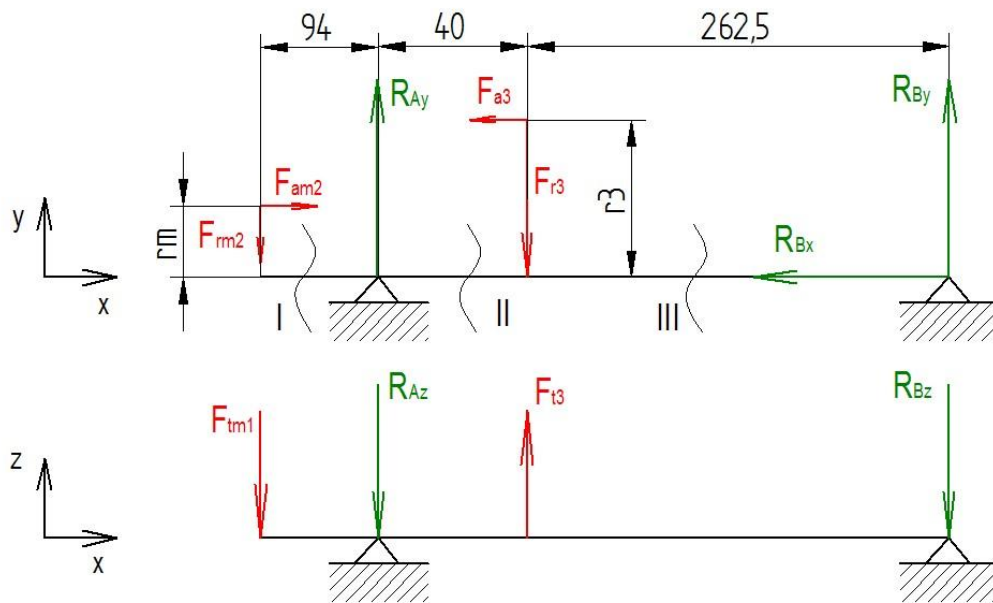 94 40 262,5
RAy Fa3 RBy
Fam2 Fr3 r3
y rm Frm2 RBx
x I II III
RAz Ft3 RBz
Ftm1
z
x